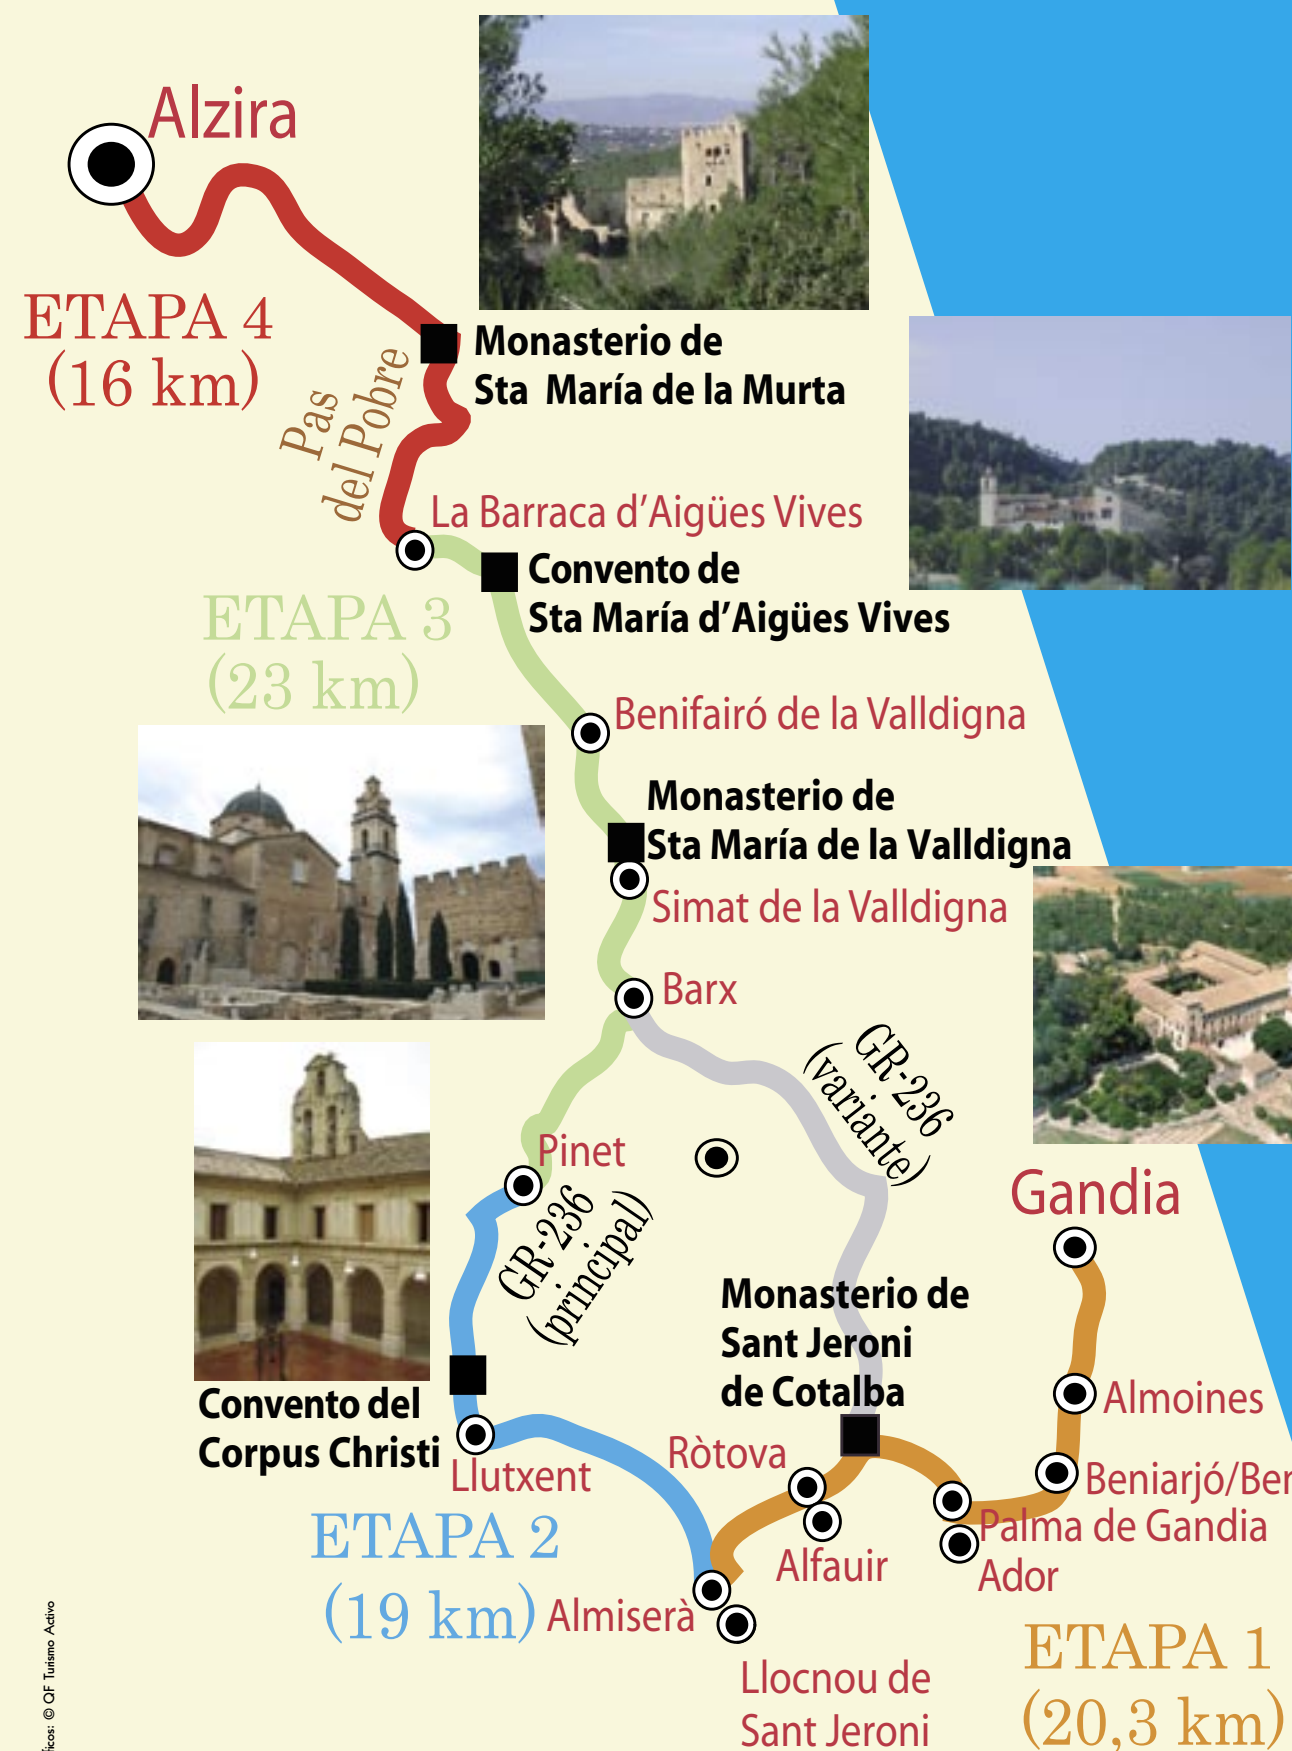 Alzira
ETAPA 4
(16 km)
Monasterio de
Sta María de la Murta
Pas
del Pobre
La Barraca d'Aigües Vives
Convento de
Sta María d'Aigües Vives
ETAPA 3
(23 km)
Benifairó de la Valldigna
Monasterio de
Sta María de la Valldigna
Simat de la Valldigna
Barx
GR-236
(variante)
Pinet
GR-236
(principal)
Gandia
Monasterio de
Sant Jeroni
de Cotalba
Almoines
Convento del
Corpus Christi
Llutxent
Ròtova
Beniarjó/Ber
Palma de Gandia
Ador
Alfauir
ETAPA 2
(19 km)
Almiserà
Llocnou de
Sant Jeroni
ETAPA 1
(20,3 km)
ficos: © QF Turismo Activo